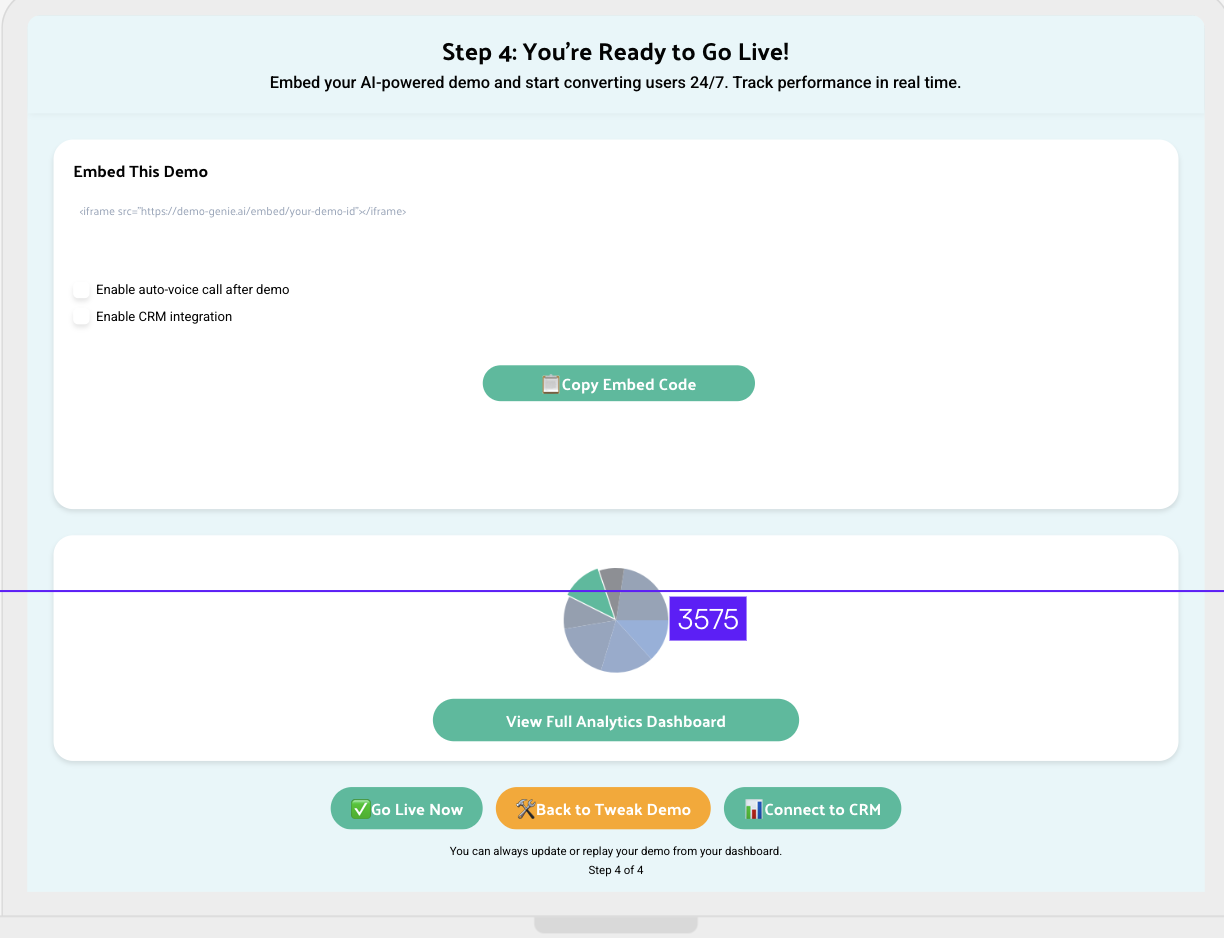 Step 4: You're Ready to Go Live!
Embed your AI-powered demo and start converting users 24/7. Track performance in real time.
Embed This Demo
<iframe src="https://demo-genie.ai/embed/your-demo-id"></iframe>
Enable auto-voice call after demo
Enable CRM integration
Copy Embed Code
3575
View Full Analytics Dashboard
Go Live Now
Back to Tweak Demo
Connect to CRM
You can always update or replay your demo from your dashboard.
Step 4 of 4